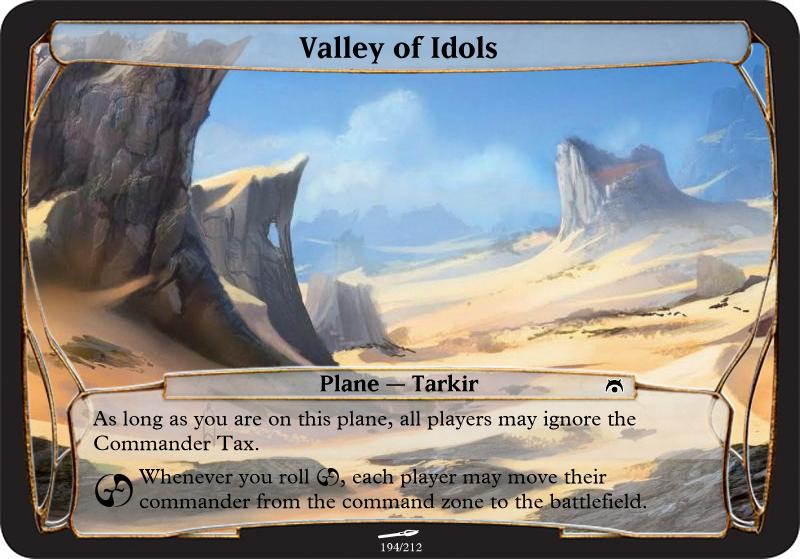 Valley of Idols
Plane — Tarkir
As long as you are on this plane, all players may ignore the
Commander Tax.
Whenever you roll , each player may move their
commander from the command zone to the battlefield.
194/212